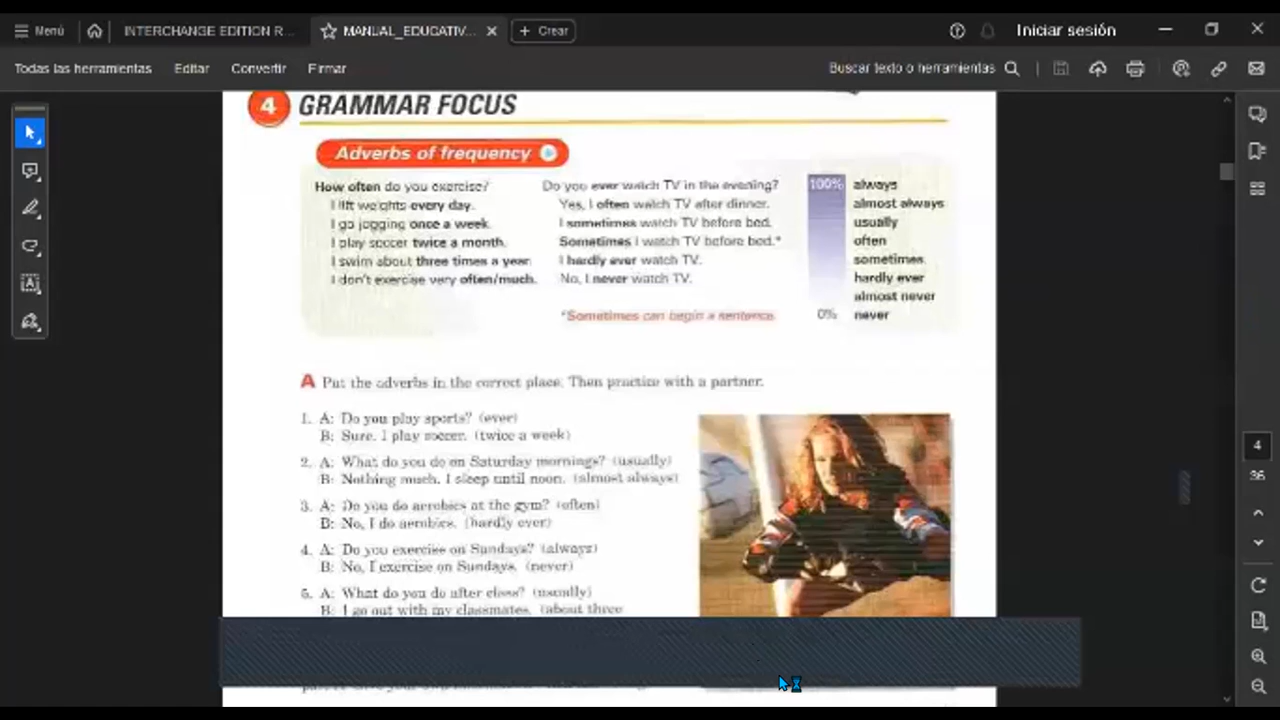 Menú
INTERCHANGE EDITION R...
MANUAL_EDUCATIV...
+ Crear
Iniciar sesión
Todas las herramientas
Editar
Convertir
Firmar
Buscar texto o herramientas
4 GRAMMAR FOCUS
Adverbs of frequency
How often do you exercise?
I lift weights every day.
I go jogging once a week.
I play soccer twice a month.
I swim about three times a year.
I don't exercise very often/much.
Do you ever watch TV in the evening?
Yes, I often watch TV after dinner.
I sometimes watch TV before bed.
Sometimes I watch TV before bed.*
I hardly ever watch TV.
No, I never watch TV.
*Sometimes can begin a sentence.
100% always
almost always
usually
often
sometimes
hardly ever
almost never
0% never
A Put the adverbs in the correct place. Then practice with a partner.
1. A: Do you play sports? (ever)
B: Sure. I play soccer. (twice a week)
2. A: What do you do on Saturday mornings? (usually)
B: Nothing much. I sleep until noon. (almost always)
3. A: Do you do aerobics at the gym? (often)
B: No, I do aerobics. (hardly ever)
4. A: Do you exercise on Sundays? (always)
B: No, I exercise on Sundays. (never)
5. A: What do you do after class? (usually)
B: I go out with my classmates. (about three
4
36